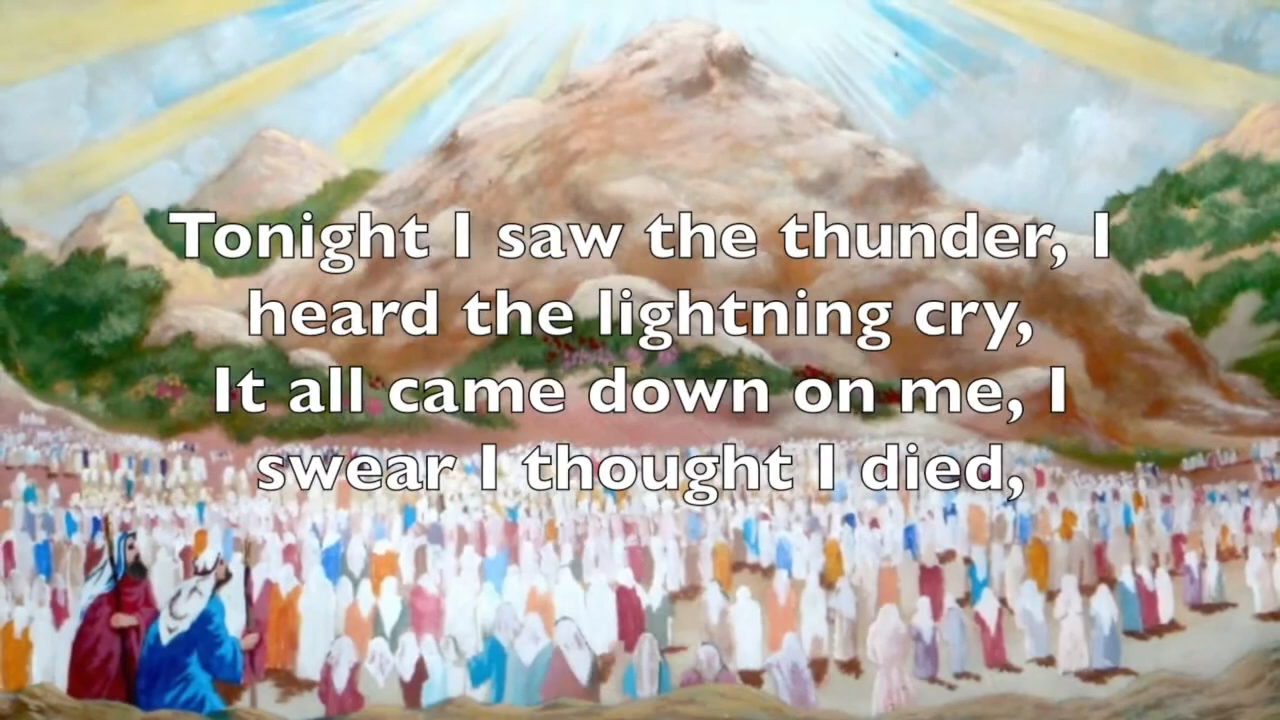 Tonight I saw the thunder, I
heard the lightning cry,
It all came down on me, I
swear I thought I died,